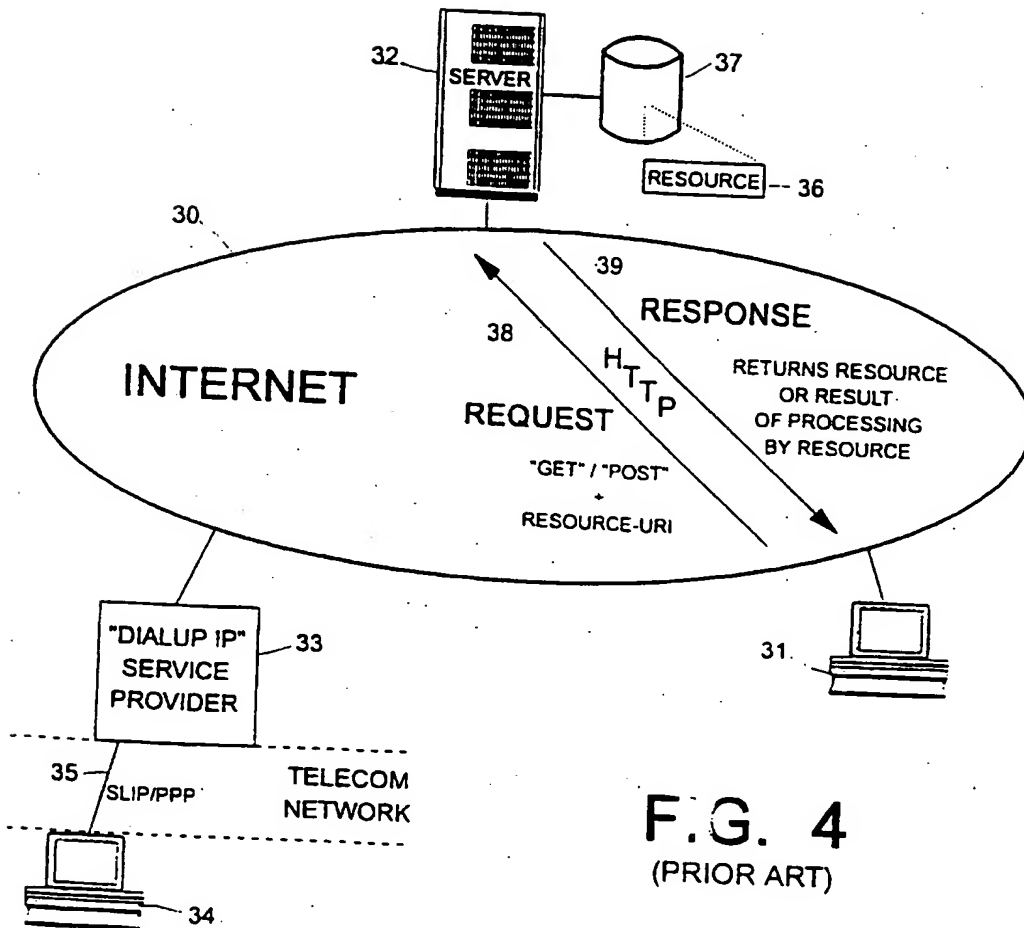 32
SERVER
37
RESOURCE
36
30
39
RESPONSE
38
HTTP
INTERNET
REQUEST
RETURNS RESOURCE
OR RESULT
OF PROCESSING
BY RESOURCE
"GET" / "POST"
+
RESOURCE-URI
"DIALUP IP"
SERVICE
PROVIDER
33
31
35
SLIP/PPP
TELECOM
NETWORK
34
F.G. 4
(PRIOR ART)